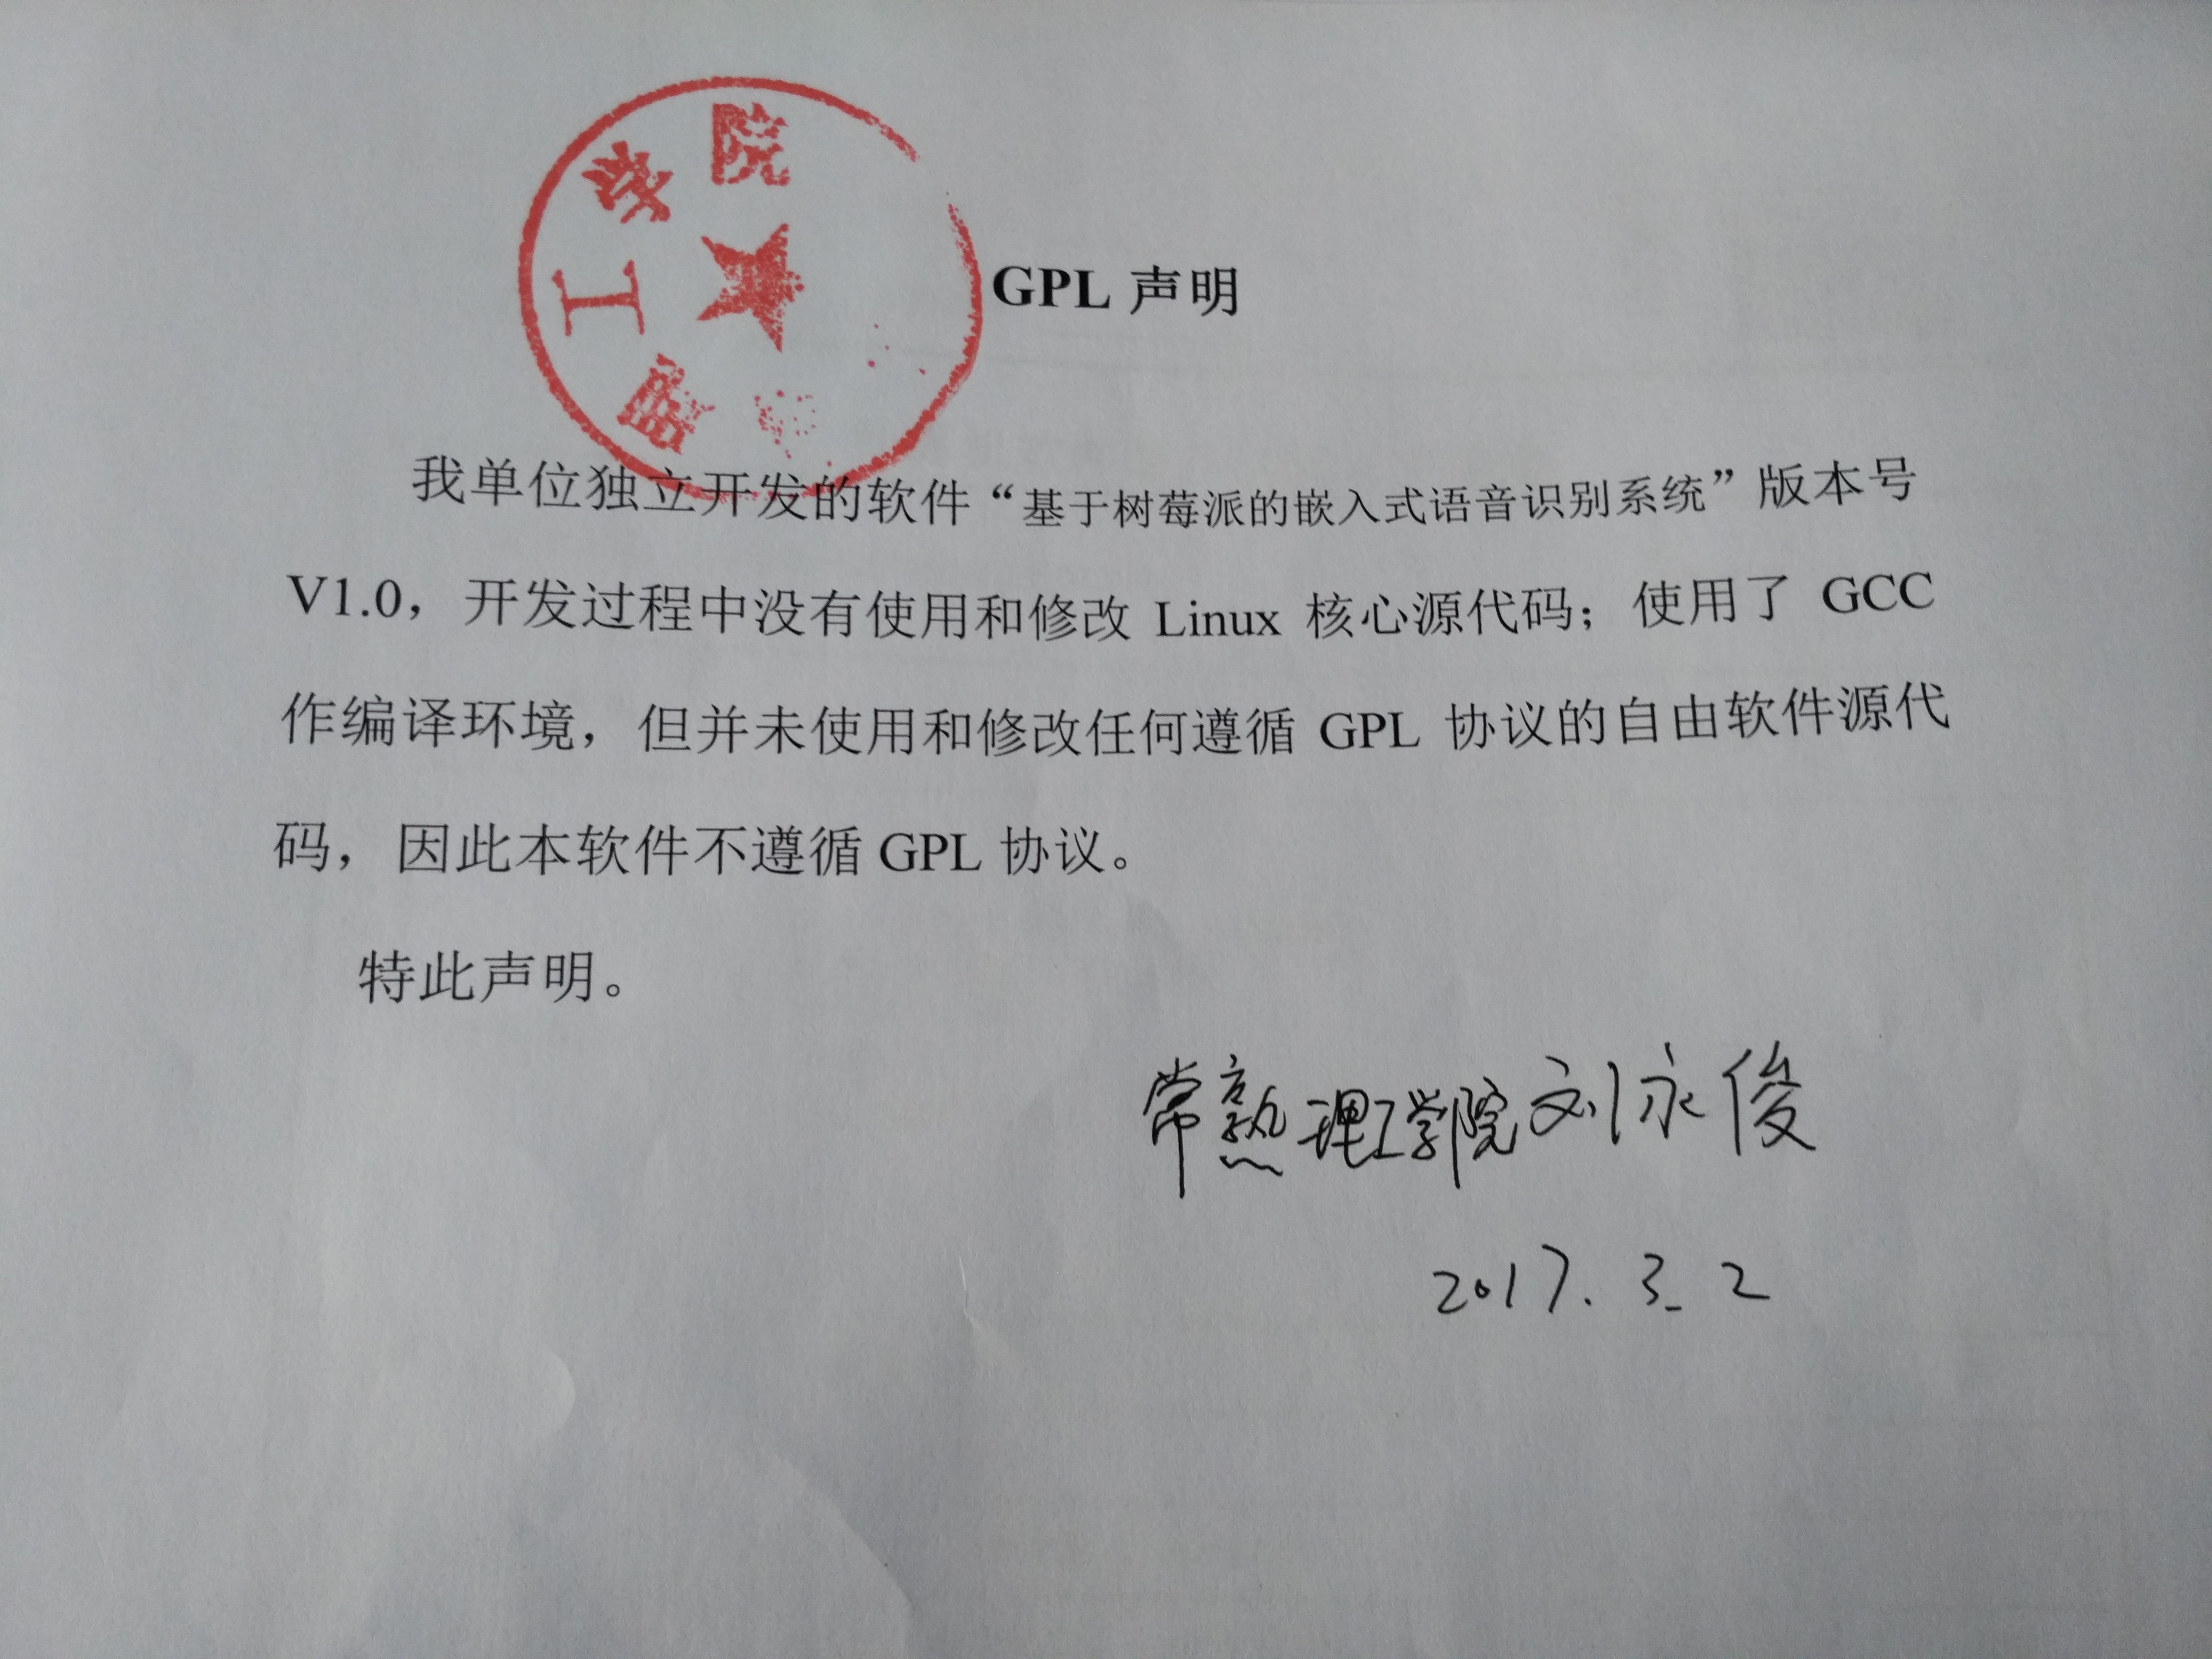 理工学院
GPL 声明
我单位独立开发的软件“基于树莓派的嵌入式语音识别系统”版本号
V1.0，开发过程中没有使用和修改 Linux 核心源代码；使用了 GCC
作编译环境，但并未使用和修改任何遵循 GPL 协议的自由软件源代
码，因此本软件不遵循 GPL 协议。
特此声明。
常熟理工学院刘永俊
2017.3.2